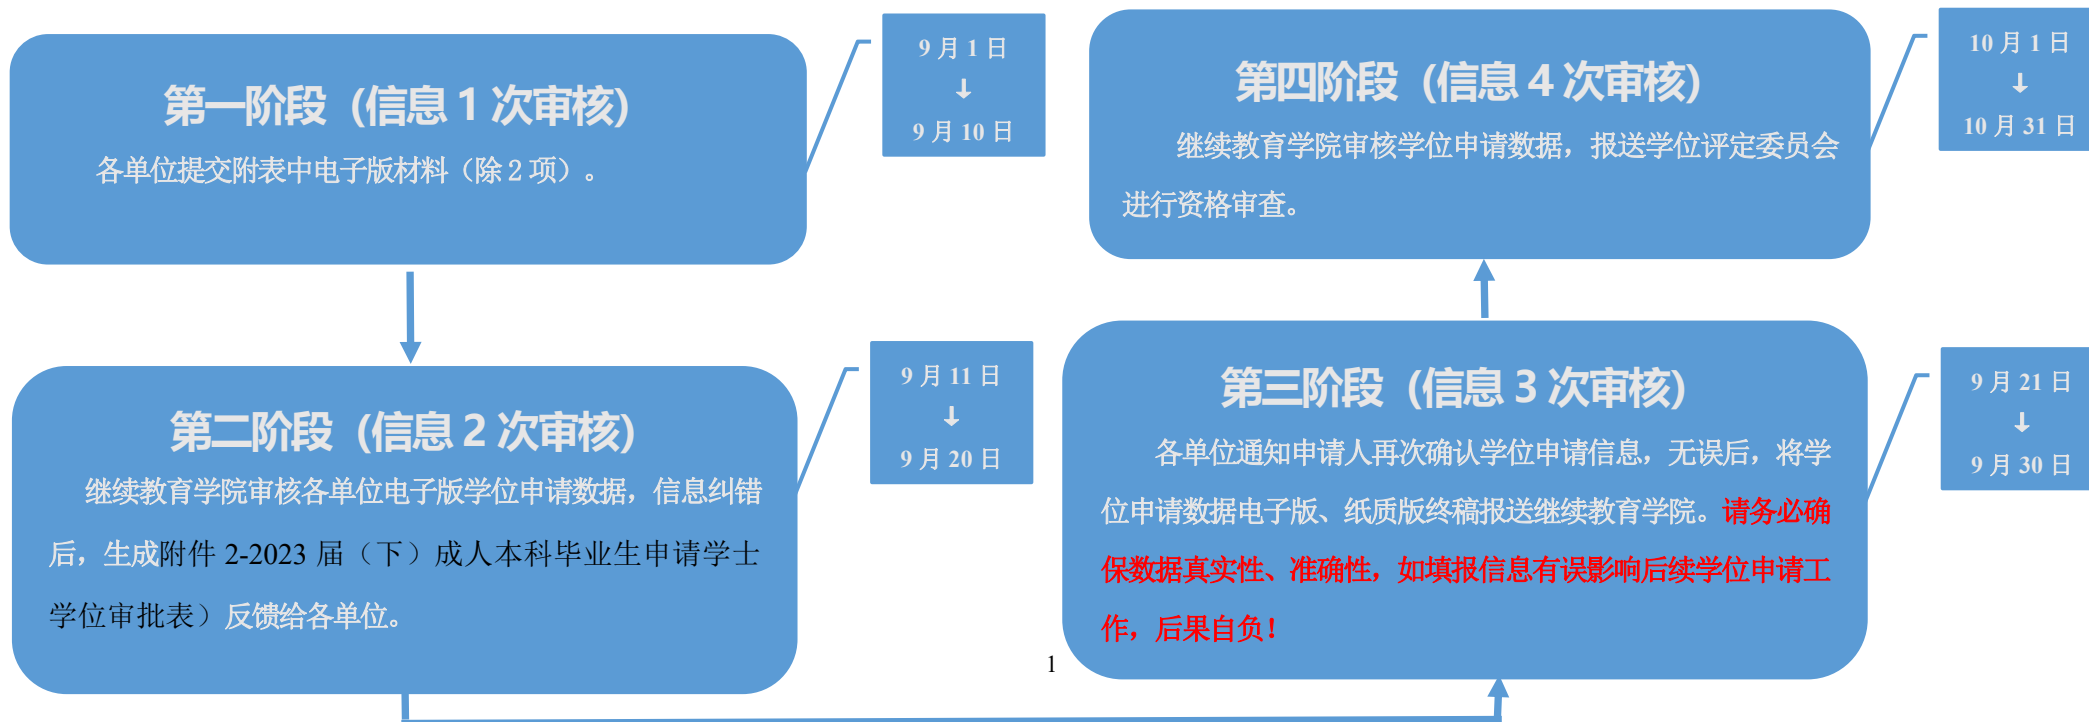 第一阶段（信息 1 次审核）
各单位提交附表中电子版材料（除 2 项）。
9 月 1 日
↓
9 月 10 日
第二阶段（信息 2 次审核）
继续教育学院审核各单位电子版学位申请数据，信息纠错
后，生成附件 2-2023 届（下）成人本科毕业生申请学士
学位审批表）反馈给各单位。
9 月 11 日
↓
9 月 20 日
第三阶段（信息 3 次审核）
各单位通知申请人再次确认学位申请信息，无误后，将学
位申请数据电子版、纸质版终稿报送继续教育学院。请务必确
保数据真实性、准确性，如填报信息有误影响后续学位申请工
作，后果自负！
9 月 21 日
↓
9 月 30 日
第四阶段（信息 4 次审核）
继续教育学院审核学位申请数据，报送学位评定委员会
进行资格审查。
10 月 1 日
↓
10 月 31 日
1